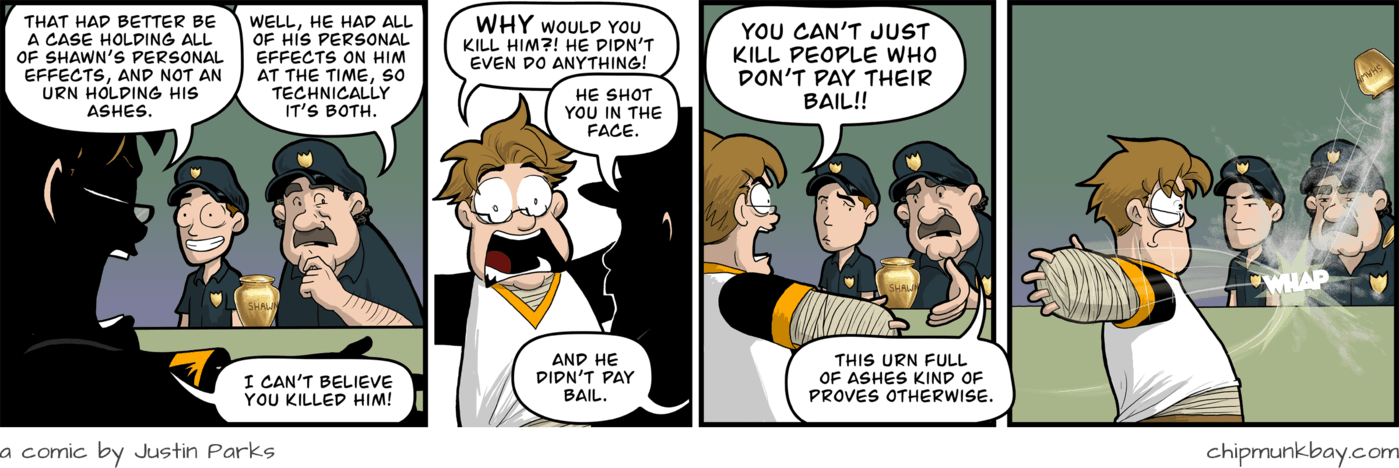 THAT HAD BETTER BE
A CASE HOLDING ALL
OF SHAWN'S PERSONAL
EFFECTS, AND NOT AN
URN HOLDING HIS
ASHES.
WELL, HE HAD ALL
OF HIS PERSONAL
EFFECTS ON HIM
AT THE TIME, SO
TECHNICALLY
IT'S BOTH.
SHAWN
I CAN'T BELIEVE
YOU KILLED HIM!
WHY WOULD YOU
KILL HIM?! HE DIDN'T
EVEN DO ANYTHING!
HE SHOT
YOU IN THE
FACE.
AND HE
DIDN'T PAY
BAIL.
YOU CAN'T JUST
KILL PEOPLE WHO
DON'T PAY THEIR
BAIL!!
SHAWN
THIS URN FULL
OF ASHES KIND OF
PROVES OTHERWISE.
SHAWN
WHAP
a comic by Justin Parks
chipmunkbay.com